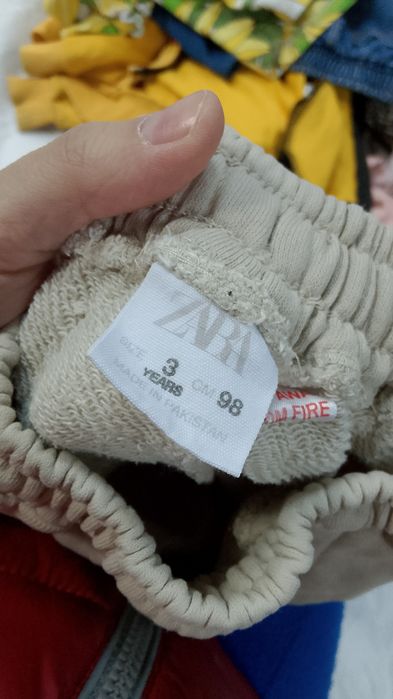 ZARA
SIZE 3 YEARS CM 98
MADE IN PAKISTAN
FIRE